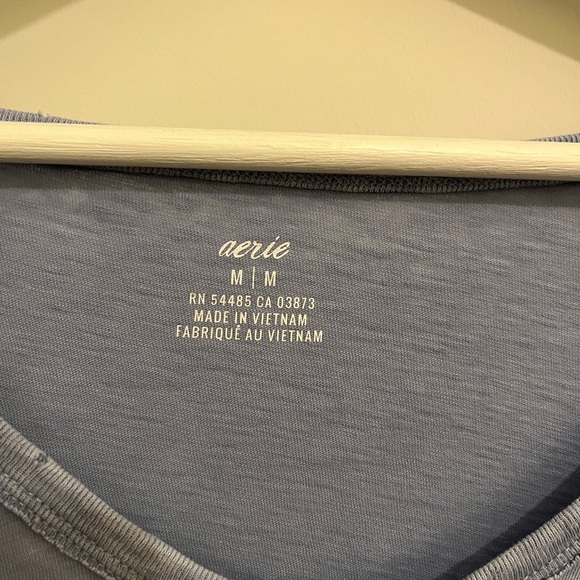 aerie
M | M
RN 54485 CA 03873
MADE IN VIETNAM
FABRIQUÉ AU VIETNAM